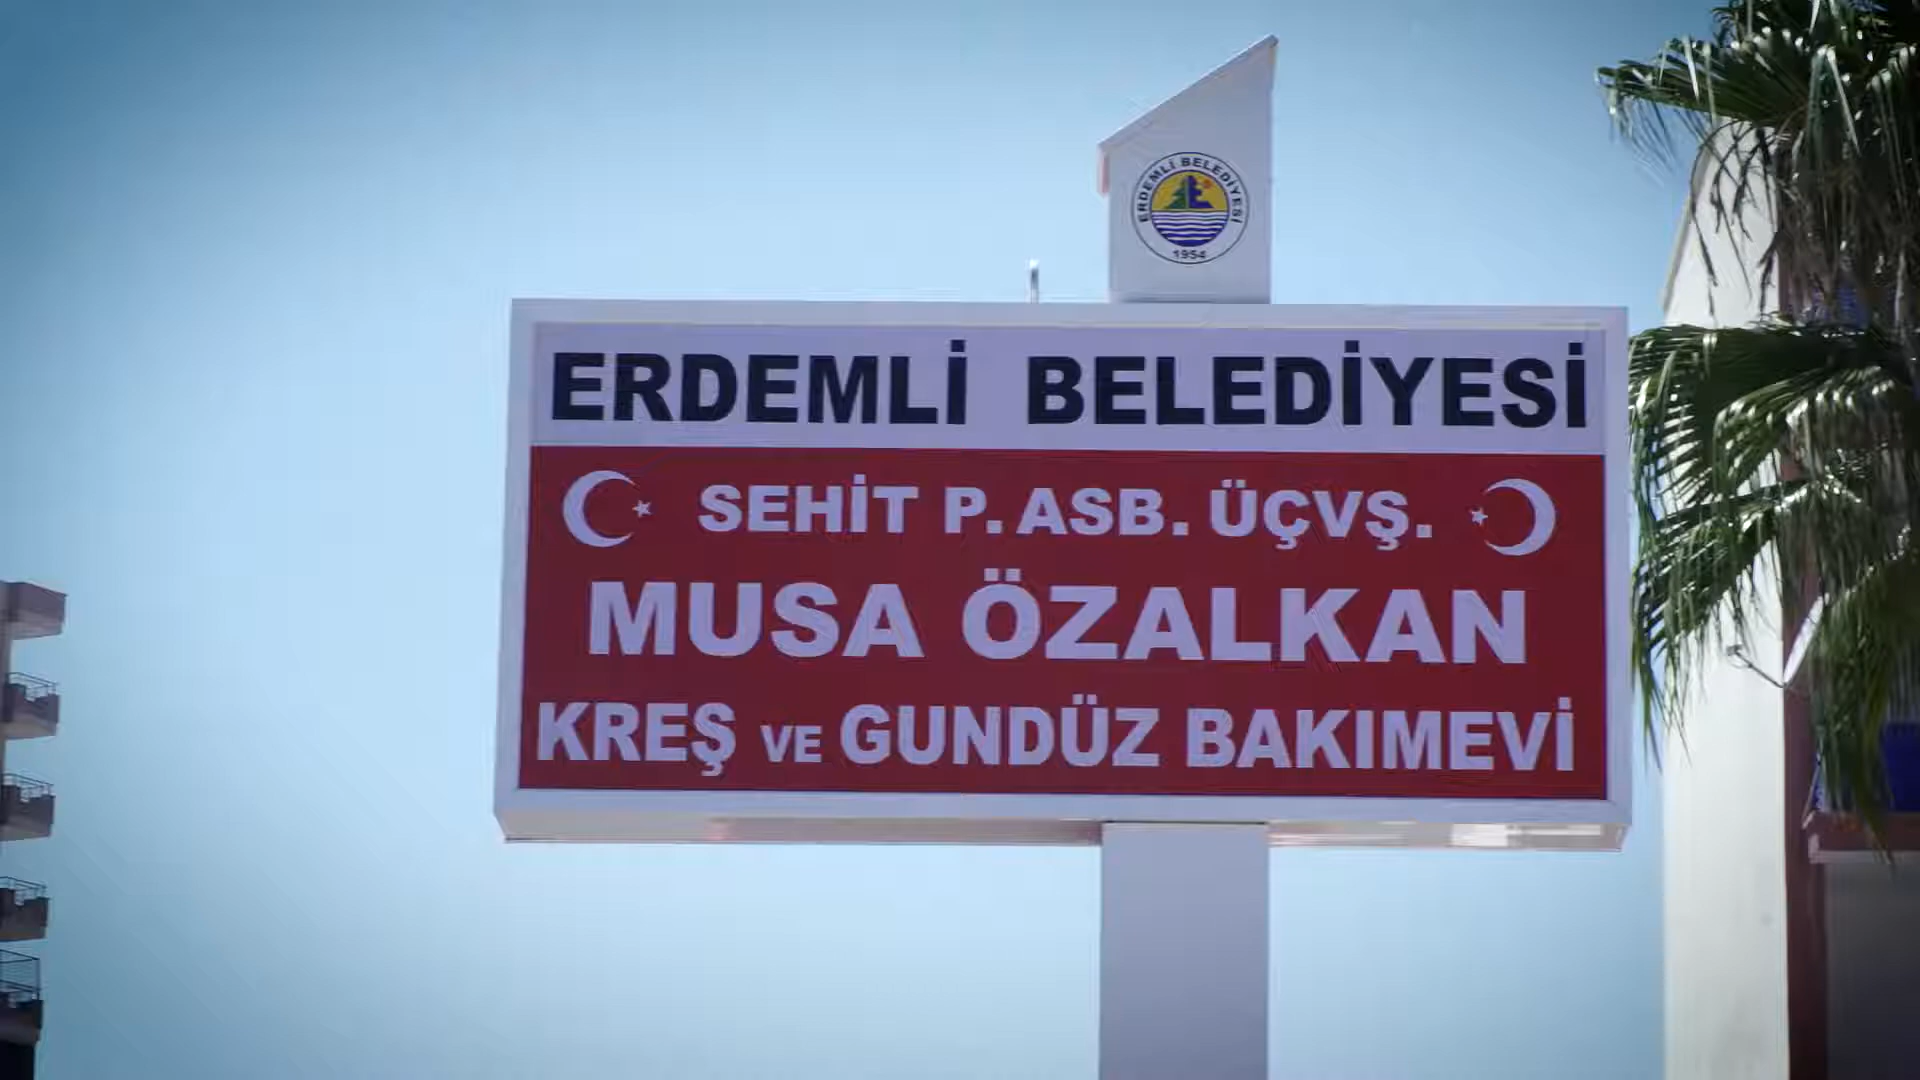 ERDEMLİ BELEDİYESİ
1954
ERDEMLİ BELEDİYESİ
SEHİT P. ASB. ÜÇVŞ.
MUSA ÖZALKAN
KREŞ VE GUNDÜZ BAKIMEVİ